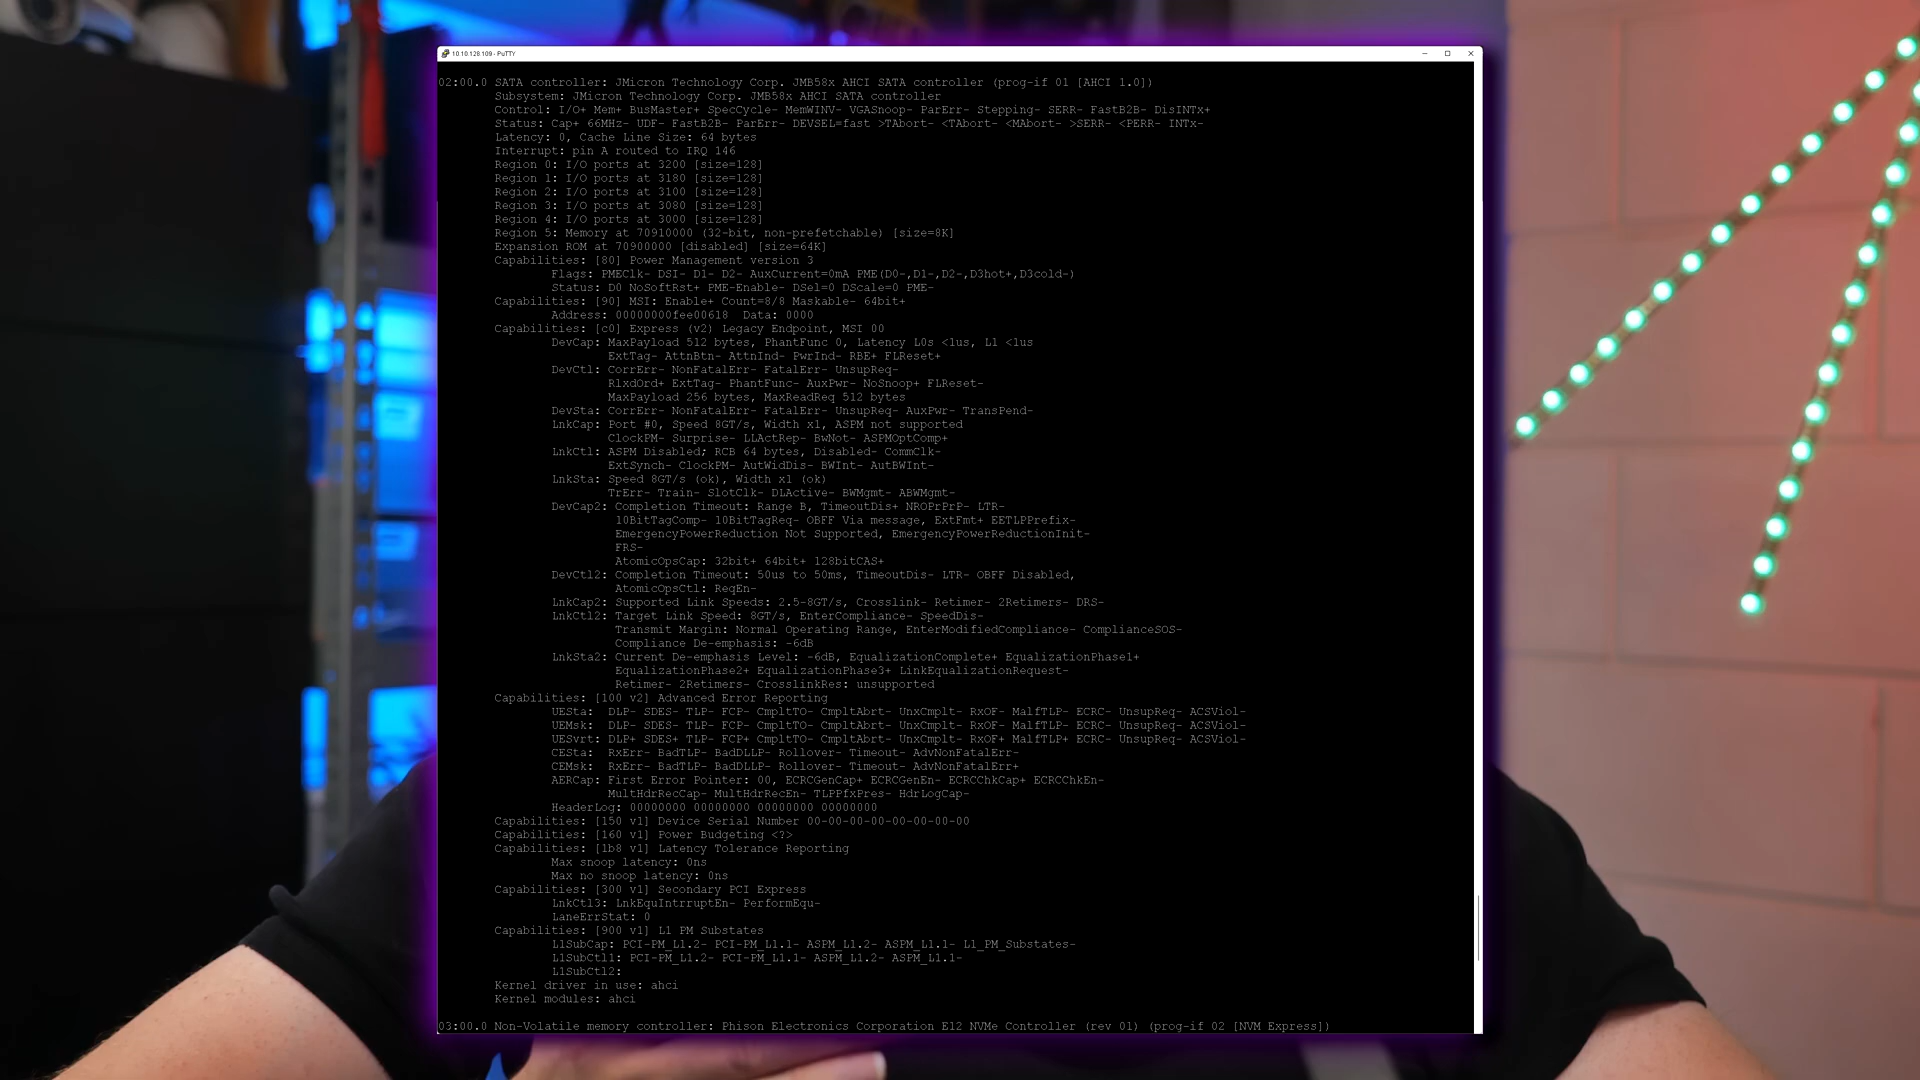 10.10.128.109 - PuTTY
02:00.0 SATA controller: JMicron Technology Corp. JMB58x AHCI SATA controller (prog-if 01 [AHCI 1.0])
Subsystem: JMicron Technology Corp. JMB58x AHCI SATA controller
Control: I/O+ Mem+ BusMaster+ SpecCycle- MemWINV- VGASnoop- ParErr- Stepping- SERR- FastB2B- DisINTx+
Status: Cap+ 66MHz- UDF- FastB2B- ParErr- DEVSEL=fast >TAbort- <TAbort- <MAbort- >SERR- <PERR- INTx-
Latency: 0, Cache Line Size: 64 bytes
Interrupt: pin A routed to IRQ 146
Region 0: I/O ports at 3200 [size=128]
Region 1: I/O ports at 3180 [size=128]
Region 2: I/O ports at 3100 [size=128]
Region 3: I/O ports at 3080 [size=128]
Region 4: I/O ports at 3000 [size=128]
Region 5: Memory at 70910000 (32-bit, non-prefetchable) [size=8K]
Expansion ROM at 70900000 [disabled] [size=64K]
Capabilities: [80] Power Management version 3
Flags: PMEClk- DSI- D1- D2- AuxCurrent=0mA PME(D0-,D1-,D2-,D3hot+,D3cold-)
Status: D0 NoSoftRst+ PME-Enable- DSel=0 DScale=0 PME-
Capabilities: [90] MSI: Enable+ Count=8/8 Maskable- 64bit+
Address: 00000000fee00618 Data: 0000
Capabilities: [c0] Express (v2) Legacy Endpoint, MSI 00
DevCap: MaxPayload 512 bytes, PhantFunc 0, Latency L0s <1us, L1 <1us
ExtTag- AttnBtn- AttnInd- PwrInd- RBE+ FLReset+
DevCtl: CorrErr- NonFatalErr- FatalErr- UnsupReq-
RlxdOrd+ ExtTag- PhantFunc- AuxPwr- NoSnoop+ FLReset-
MaxPayload 256 bytes, MaxReadReq 512 bytes
DevSta: CorrErr- NonFatalErr- FatalErr- UnsupReq- AuxPwr- TransPend-
LnkCap: Port #0, Speed 8GT/s, Width x1, ASPM not supported
ClockPM- Surprise- LLActRep- BwNot- ASPMOptComp+
LnkCtl: ASPM Disabled; RCB 64 bytes, Disabled- CommClk-
ExtSynch- ClockPM- AutWidDis- BWInt- AutBWInt-
LnkSta: Speed 8GT/s (ok), Width x1 (ok)
TrErr- Train- SlotClk- DLActive- BWMgmt- ABWMgmt-
DevCap2: Completion Timeout: Range B, TimeoutDis+ NROPrPrP- LTR-
10BitTagComp- 10BitTagReq- OBFF Via message, ExtFmt+ EETLPPrefix-
EmergencyPowerReduction Not Supported, EmergencyPowerReductionInit-
FRS-
AtomicOpsCap: 32bit+ 64bit+ 128bitCAS+
DevCtl2: Completion Timeout: 50us to 50ms, TimeoutDis- LTR- OBFF Disabled,
AtomicOpsCtl: ReqEn-
LnkCap2: Supported Link Speeds: 2.5-8GT/s, Crosslink- Retimer- 2Retimers- DRS-
LnkCtl2: Target Link Speed: 8GT/s, EnterCompliance- SpeedDis-
Transmit Margin: Normal Operating Range, EnterModifiedCompliance- ComplianceSOS-
Compliance De-emphasis: -6dB
LnkSta2: Current De-emphasis Level: -6dB, EqualizationComplete+ EqualizationPhase1+
EqualizationPhase2+ EqualizationPhase3+ LinkEqualizationRequest-
Retimer- 2Retimers- CrosslinkRes: unsupported
Capabilities: [100 v2] Advanced Error Reporting
UESta: DLP- SDES- TLP- FCP- CmpltTO- CmpltAbrt- UnxCmplt- RxOF- MalfTLP- ECRC- UnsupReq- ACSViol-
UEMsk: DLP- SDES- TLP- FCP- CmpltTO- CmpltAbrt- UnxCmplt- RxOF- MalfTLP- ECRC- UnsupReq- ACSViol-
UESvrt: DLP+ SDES+ TLP- FCP+ CmpltTO- CmpltAbrt- UnxCmplt- RxOF+ MalfTLP+ ECRC- UnsupReq- ACSViol-
CESta: RxErr- BadTLP- BadDLLP- Rollover- Timeout- AdvNonFatalErr-
CEMsk: RxErr- BadTLP- BadDLLP- Rollover- Timeout- AdvNonFatalErr+
AERCap: First Error Pointer: 00, ECRCGenCap+ ECRCGenEn- ECRCChkCap+ ECRCChkEn-
MultHdrRecCap- MultHdrRecEn- TLPPfxPres- HdrLogCap-
HeaderLog: 00000000 00000000 00000000 00000000
Capabilities: [150 v1] Device Serial Number 00-00-00-00-00-00-00-00
Capabilities: [160 v1] Power Budgeting <?>
Capabilities: [1b8 v1] Latency Tolerance Reporting
Max snoop latency: 0ns
Max no snoop latency: 0ns
Capabilities: [300 v1] Secondary PCI Express
LnkCtl3: LnkEquIntrruptEn- PerformEqu-
LaneErrStat: 0
Capabilities: [900 v1] L1 PM Substates
L1SubCap: PCI-PM_L1.2- PCI-PM_L1.1- ASPM_L1.2- ASPM_L1.1- L1_PM_Substates-
L1SubCtl1: PCI-PM_L1.2- PCI-PM_L1.1- ASPM_L1.2- ASPM_L1.1-
L1SubCtl2:
Kernel driver in use: ahci
Kernel modules: ahci
03:00.0 Non-Volatile memory controller: Phison Electronics Corporation E12 NVMe Controller (rev 01) (prog-if 02 [NVM Express])